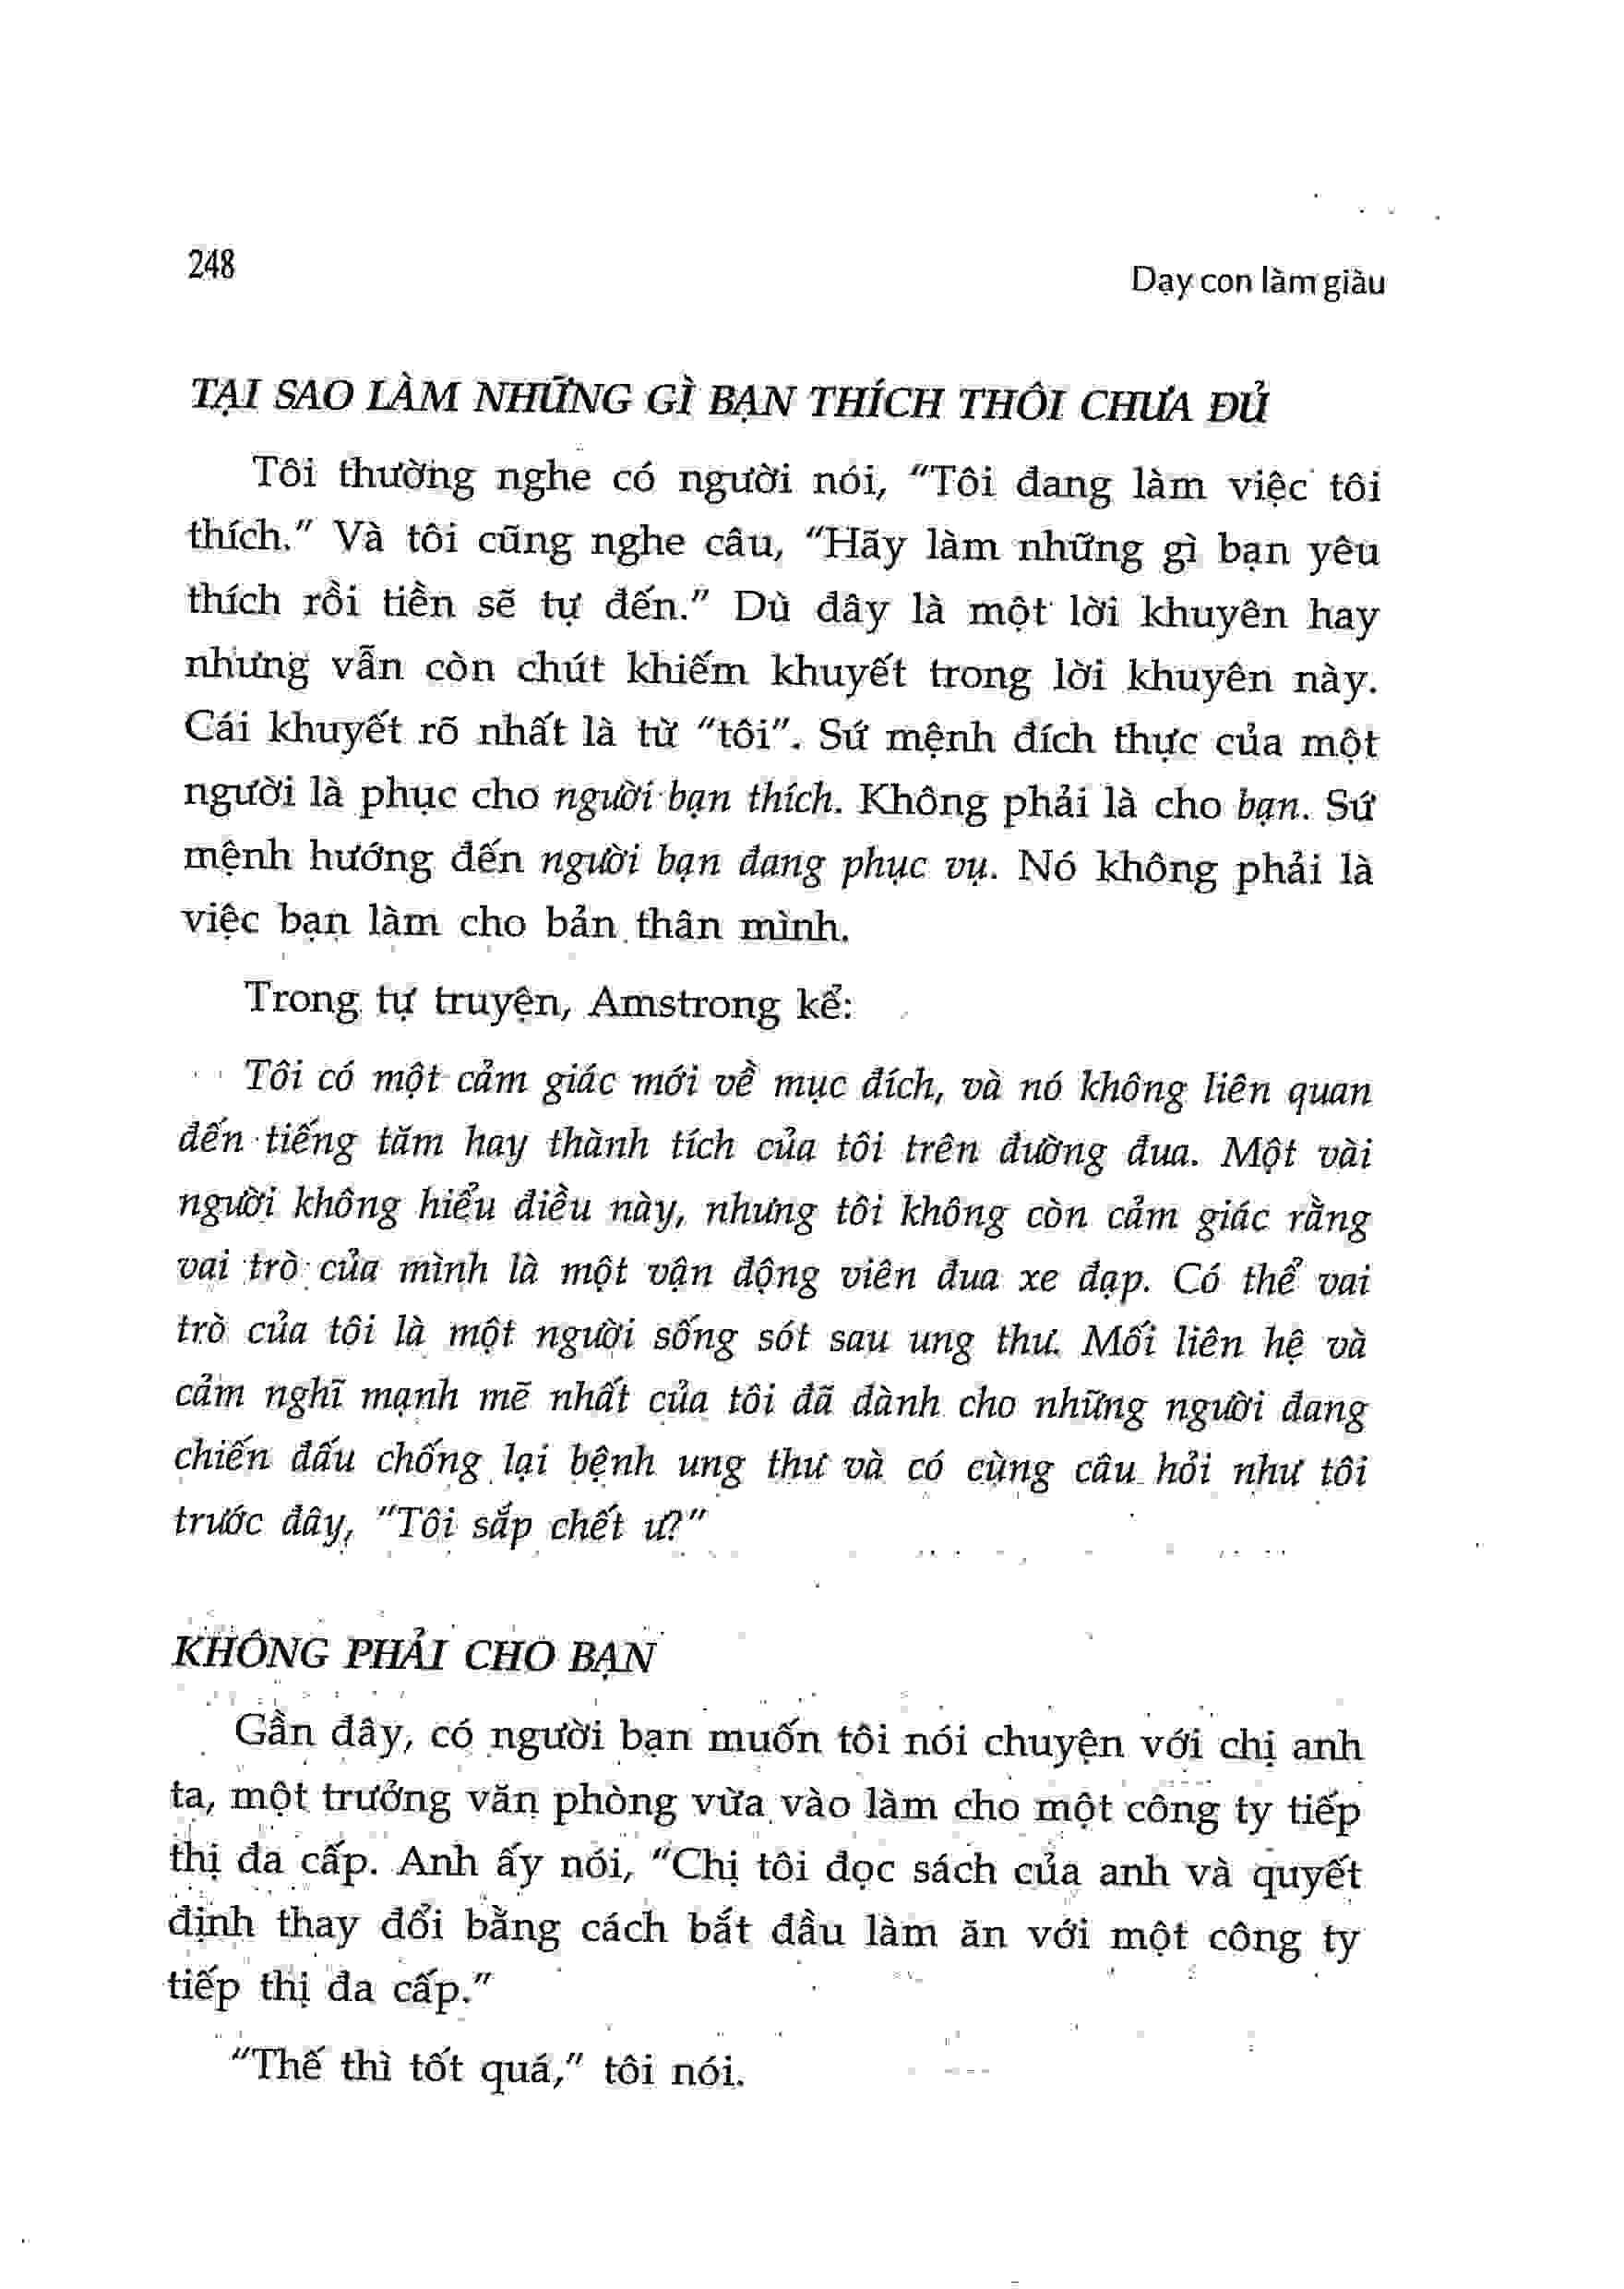 248
Dạy con làm giàu
TẠI SAO LÀM NHỮNG GÌ BẠN THÍCH THÔI CHƯA ĐỦ
Tôi thường nghe có người nói, “Tôi đang làm việc tôi
thích.” Và tôi cũng nghe câu, “Hãy làm những gì bạn yêu
thích rồi tiền sẽ tự đến.” Dù đây là một lời khuyên hay
nhưng vẫn còn chút khiếm khuyết trong lời khuyên này.
Cái khuyết rõ nhất là từ “tôi”. Sứ mệnh đích thực của một
người là phục cho người bạn thích. Không phải là cho bạn. Sứ
mệnh hướng đến người bạn đang phục vụ. Nó không phải là
việc bạn làm cho bản thân mình.
Trong tự truyện, Amstrong kể:
Tôi có một cảm giác mới về mục đích, và nó không liên quan
đến tiếng tăm hay thành tích của tôi trên đường đua. Một vài
người không hiểu điều này, nhưng tôi không còn cảm giác rằng
vai trò của mình là một vận động viên đua xe đạp. Có thể vai
trò của tôi là một người sống sót sau ung thư. Mối liên hệ và
cảm nghĩ mạnh mẽ nhất của tôi đã dành cho những người đang
chiến đấu chống lại bệnh ung thư và có cùng câu hỏi như tôi
trước đây, “Tôi sắp chết ư?”
KHÔNG PHẢI CHO BẠN
Gần đây, có người bạn muốn tôi nói chuyện với chị anh
ta, một trưởng văn phòng vừa vào làm cho một công ty tiếp
thị đa cấp. Anh ấy nói, “Chị tôi đọc sách của anh và quyết
định thay đổi bằng cách bắt đầu làm ăn với một công ty
tiếp thị đa cấp.”
“Thế thì tốt quá,” tôi nói.